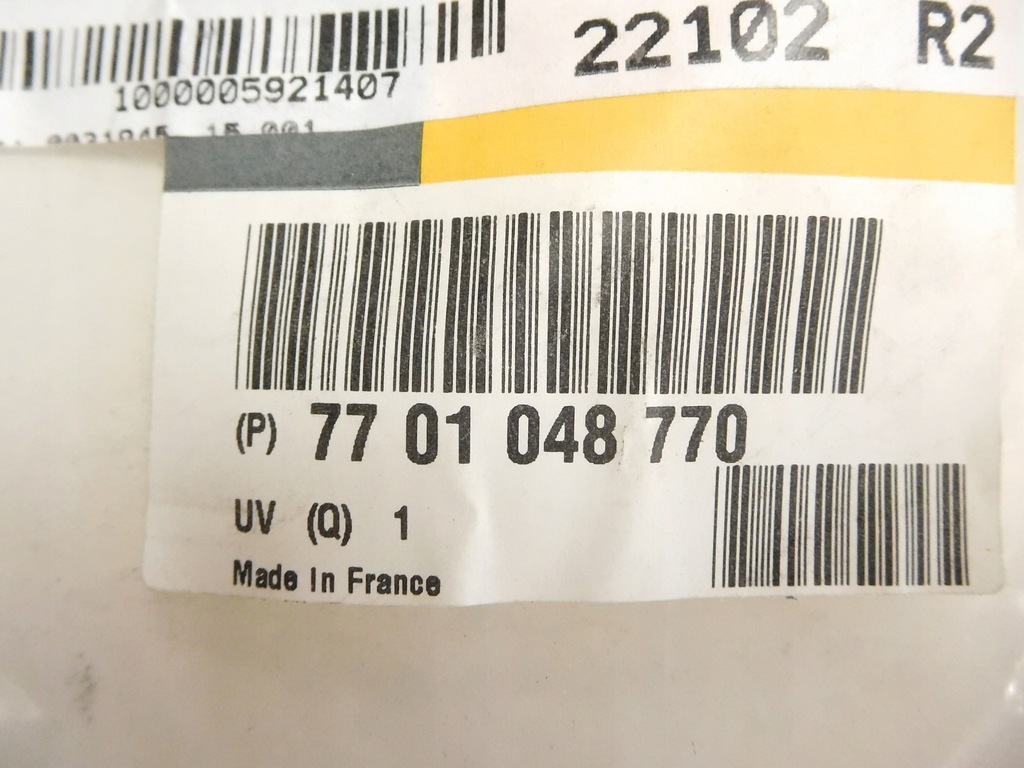 22102 R2
1000005921407
(P) 77 01 048 770
UV (Q) 1
Made In France